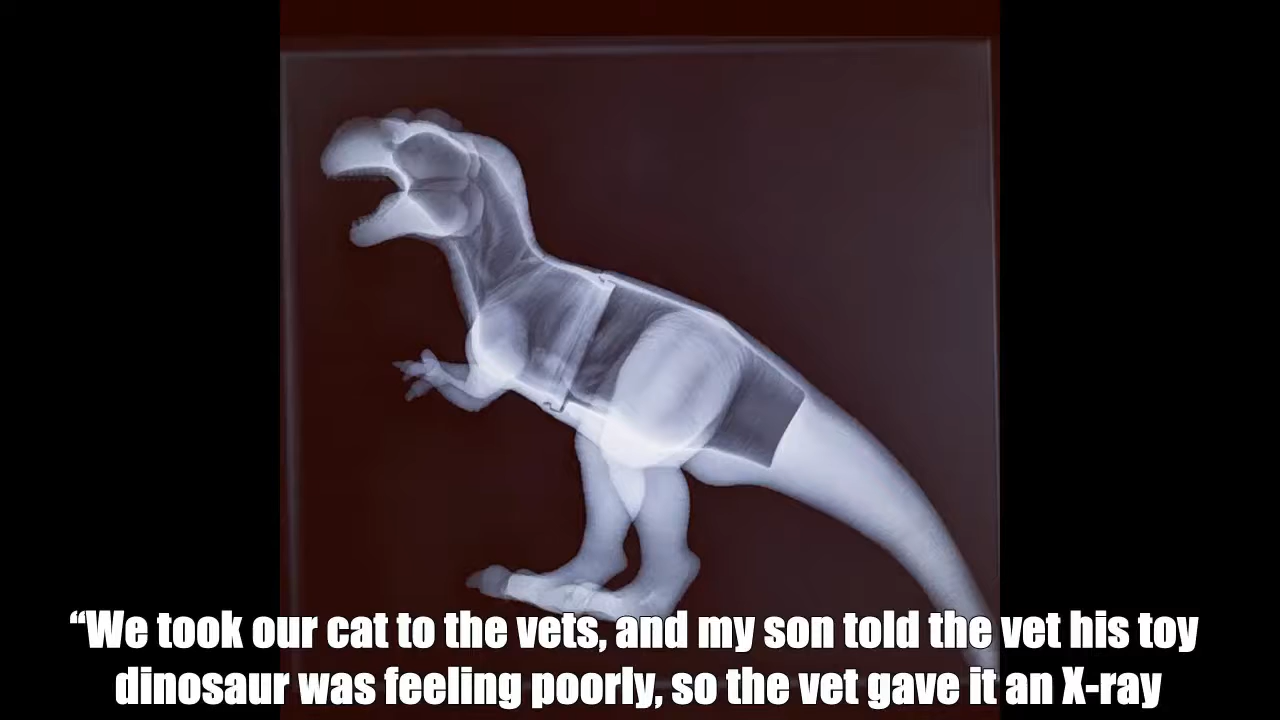 “We took our cat to the vets, and my son told the vet his toy
dinosaur was feeling poorly, so the vet gave it an X-ray